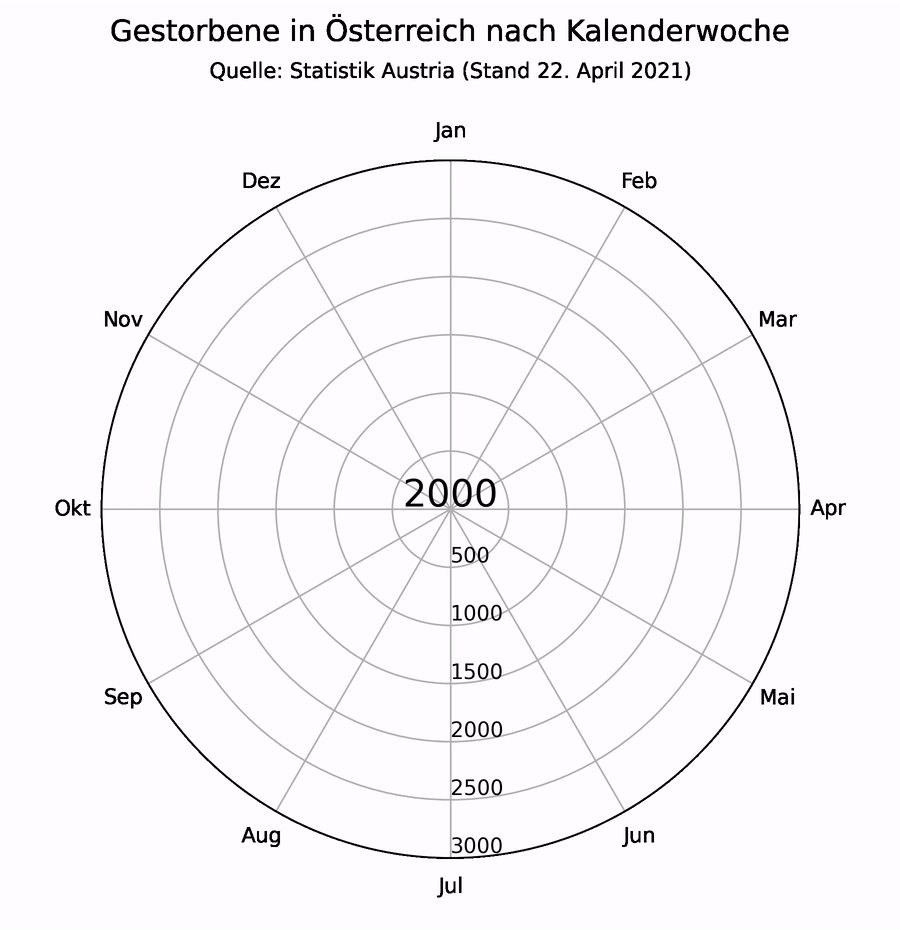 Gestorbene in Österreich nach Kalenderwoche
Quelle: Statistik Austria (Stand 22. April 2021)
Jan
Dez
Feb
Nov
Mar
2000
Okt
Apr
500
1000
1500
Sep
Mai
2000
2500
Aug
Jun
3000
Jul